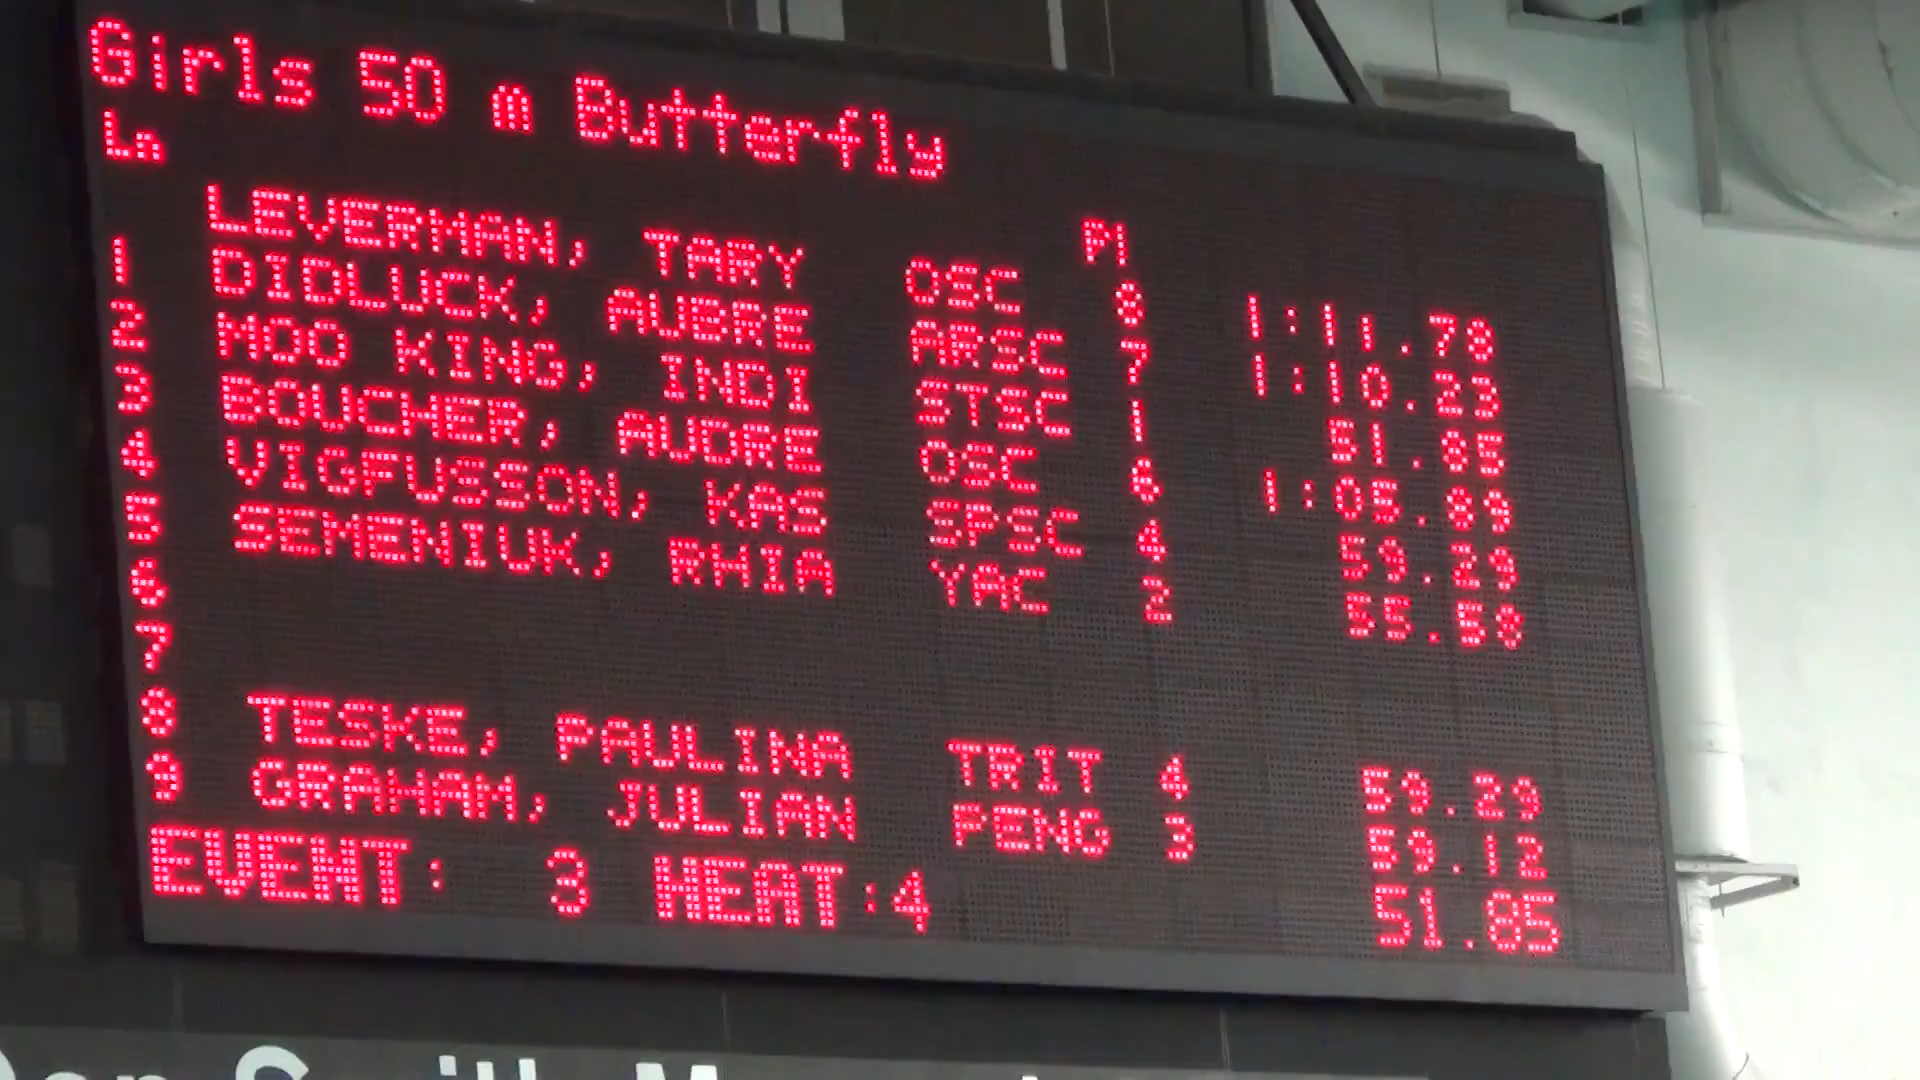 Girls 50 m Butterfly
Ln Pl
LEVERMAN, TARY OSC 8 1:11.78
1 DIDLUCK, AUBRE ARSC 7 1:10.23
2 MOO KING, INDI STSC 1 51.85
3 BOUCHER, AUDRE OSC 6 1:05.89
4 VIGFUSSON, KAS SPSC 4 59.29
5 SEMENIUK, RHIA YAC 2 55.58
6
7
8 TESKE, PAULINA TRIT 4 59.29
9 GRAHAM, JULIAN PENG 3 59.12
EVENT: 3 HEAT:4 51.85